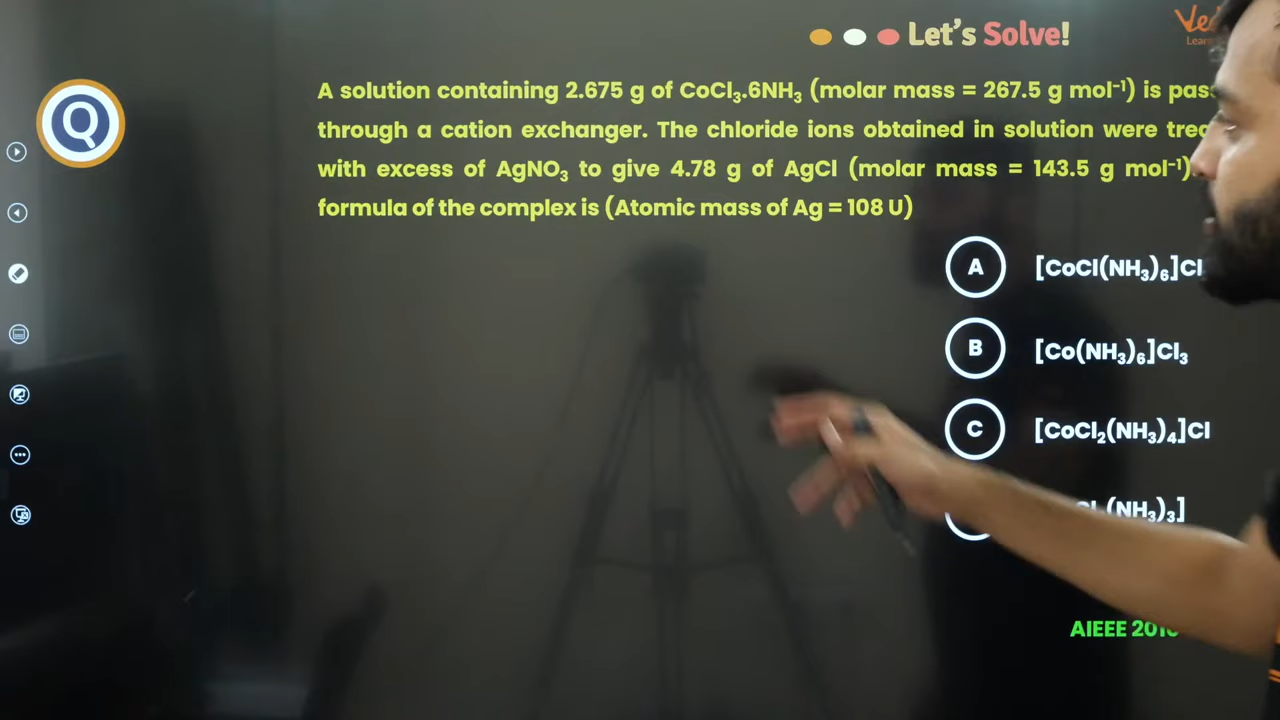 Let's Solve!
Q
A solution containing 2.675 g of CoCl₃.6NH₃ (molar mass = 267.5 g mol⁻¹) is
through a cation exchanger. The chloride ions obtained in solution were
with excess of AgNO₃ to give 4.78 g of AgCl (molar mass = 143.5 g mol⁻¹)
formula of the complex is (Atomic mass of Ag = 108 U)
A [CoCl(NH₃)₆]Cl
B [Co(NH₃)₆]Cl₃
C [CoCl₂(NH₃)₄]Cl
(NH₃)₃]
AIEEE